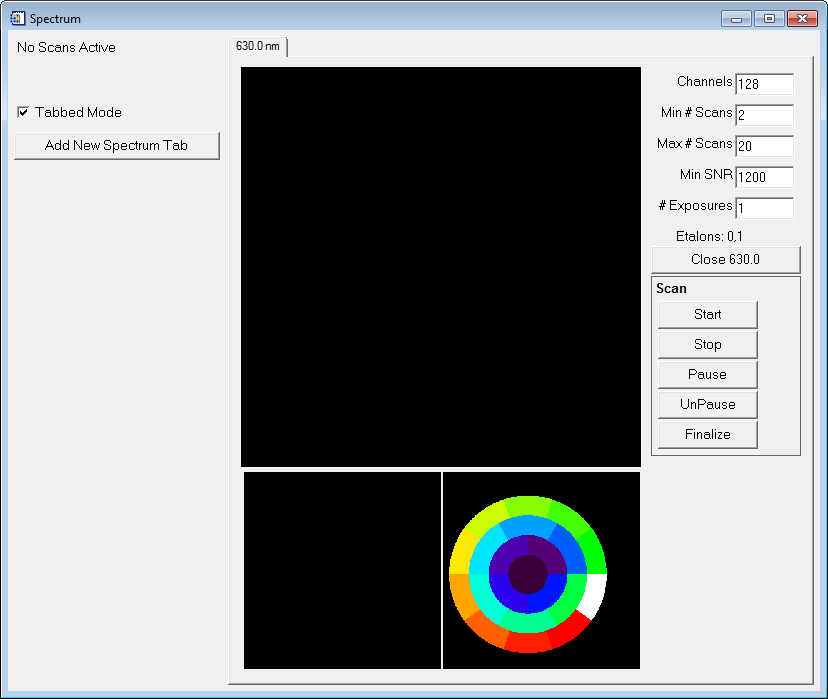 Spectrum
No Scans Active
Tabbed Mode
Add New Spectrum Tab
630.0 nm
Channels 128
Min # Scans 2
Max # Scans 20
Min SNR 1200
# Exposures 1
Etalons: 0,1
Close 630.0
Scan
Start
Stop
Pause
UnPause
Finalize